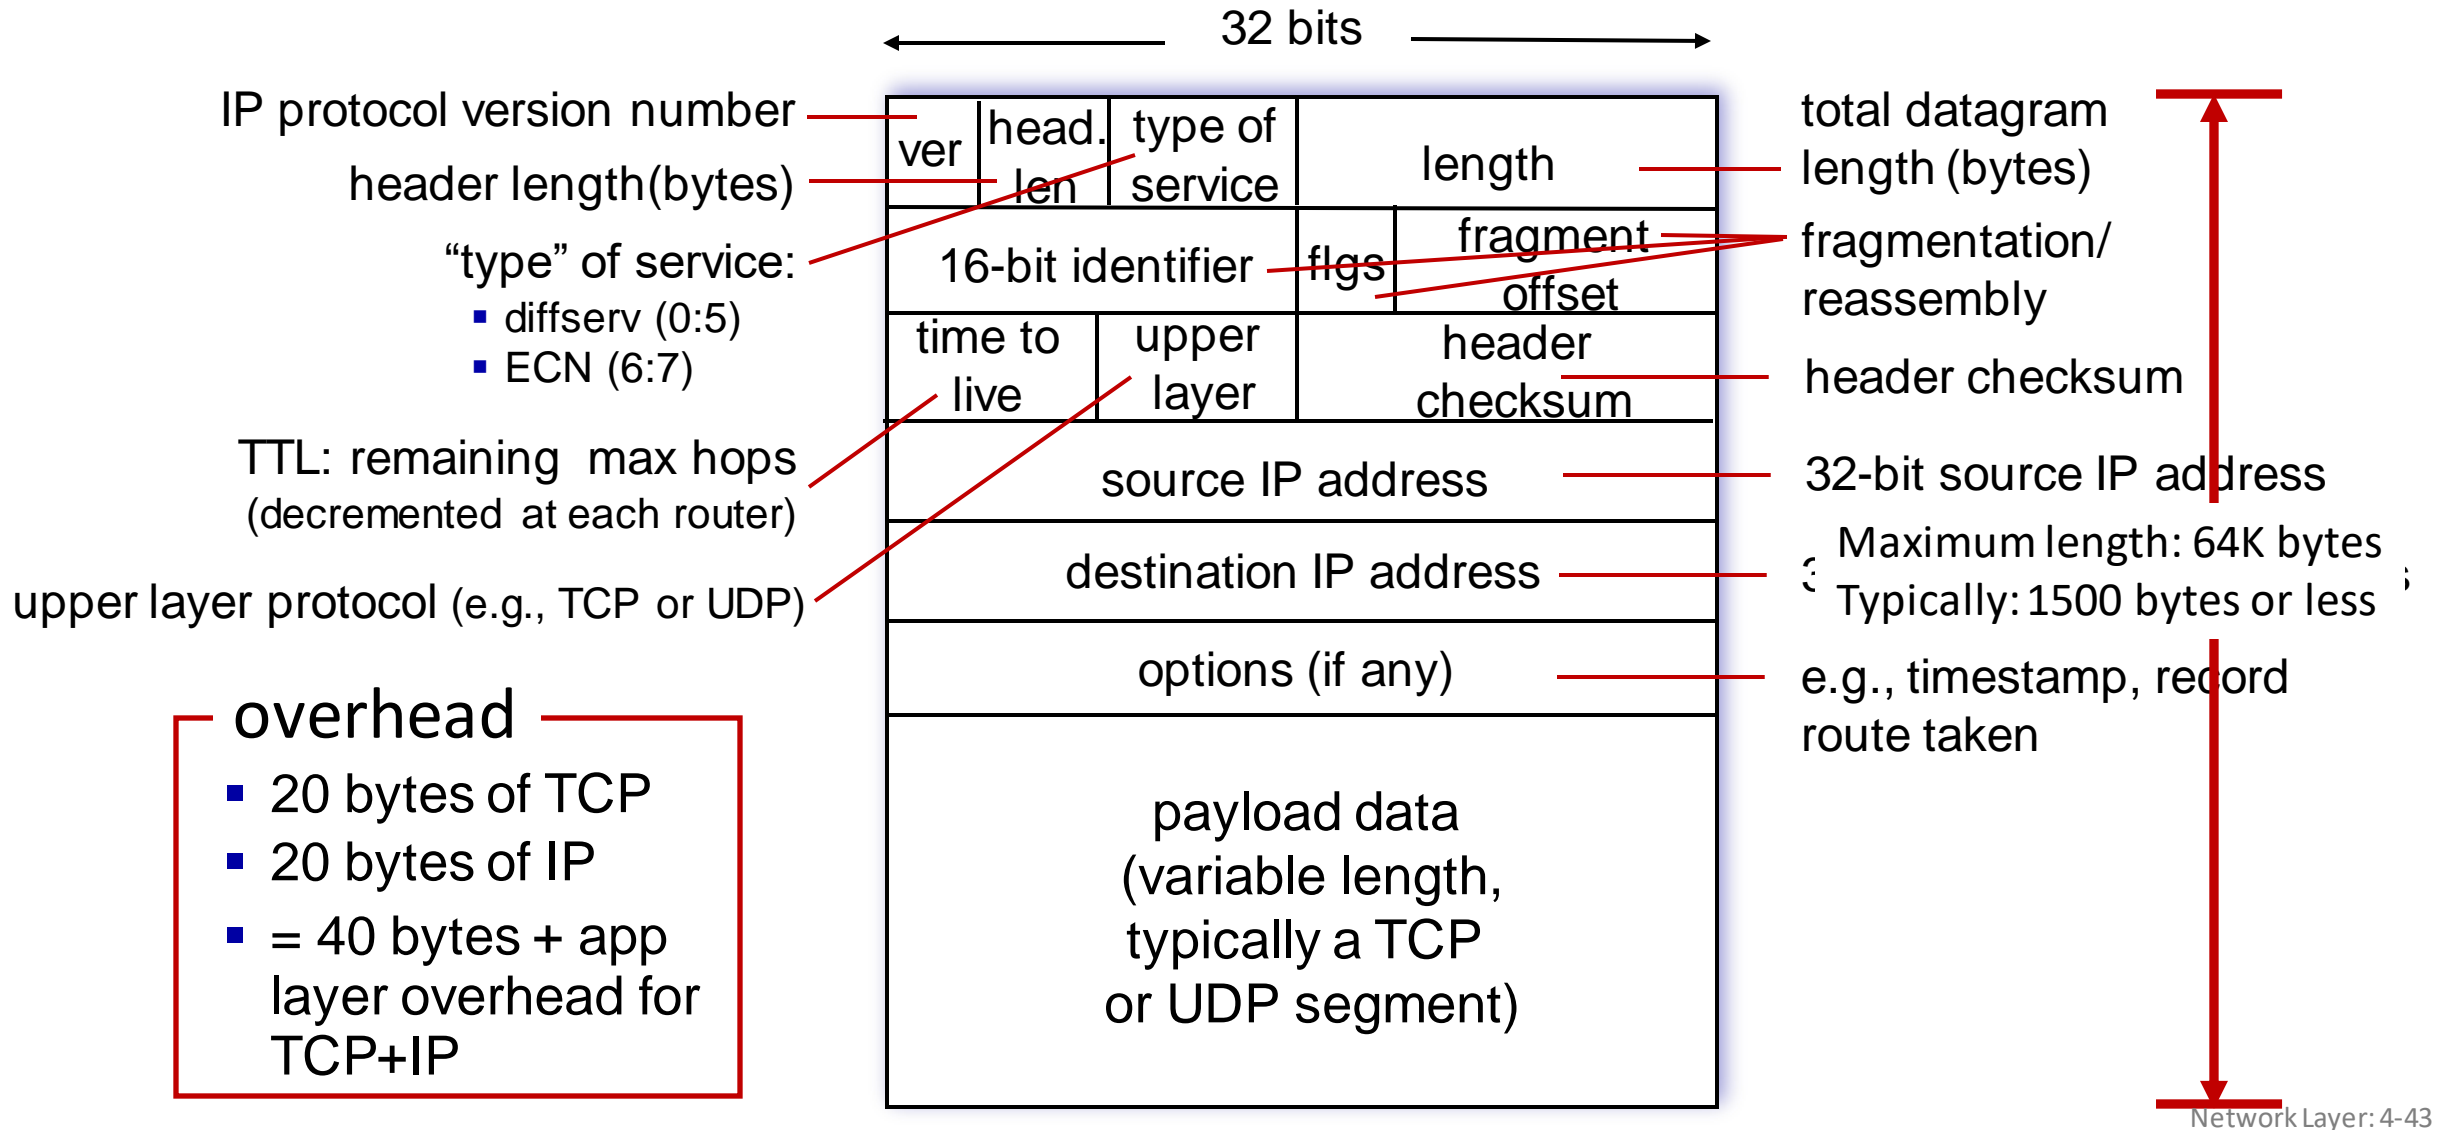 32 bits
IP protocol version number
header length(bytes)
“type” of service:
▪ diffserv (0:5)
▪ ECN (6:7)
TTL: remaining max hops
(decremented at each router)
upper layer protocol (e.g., TCP or UDP)
overhead
▪ 20 bytes of TCP
▪ 20 bytes of IP
▪ = 40 bytes + app
layer overhead for
TCP+IP
ver
head.
len
type of
service
length
16-bit identifier
flgs
fragment
offset
time to
live
upper
layer
header
checksum
source IP address
destination IP address
options (if any)
payload data
(variable length,
typically a TCP
or UDP segment)
total datagram
length (bytes)
fragmentation/
reassembly
header checksum
32-bit source IP address
Maximum length: 64K bytes
Typically: 1500 bytes or less
e.g., timestamp, record
route taken
Network Layer: 4-43